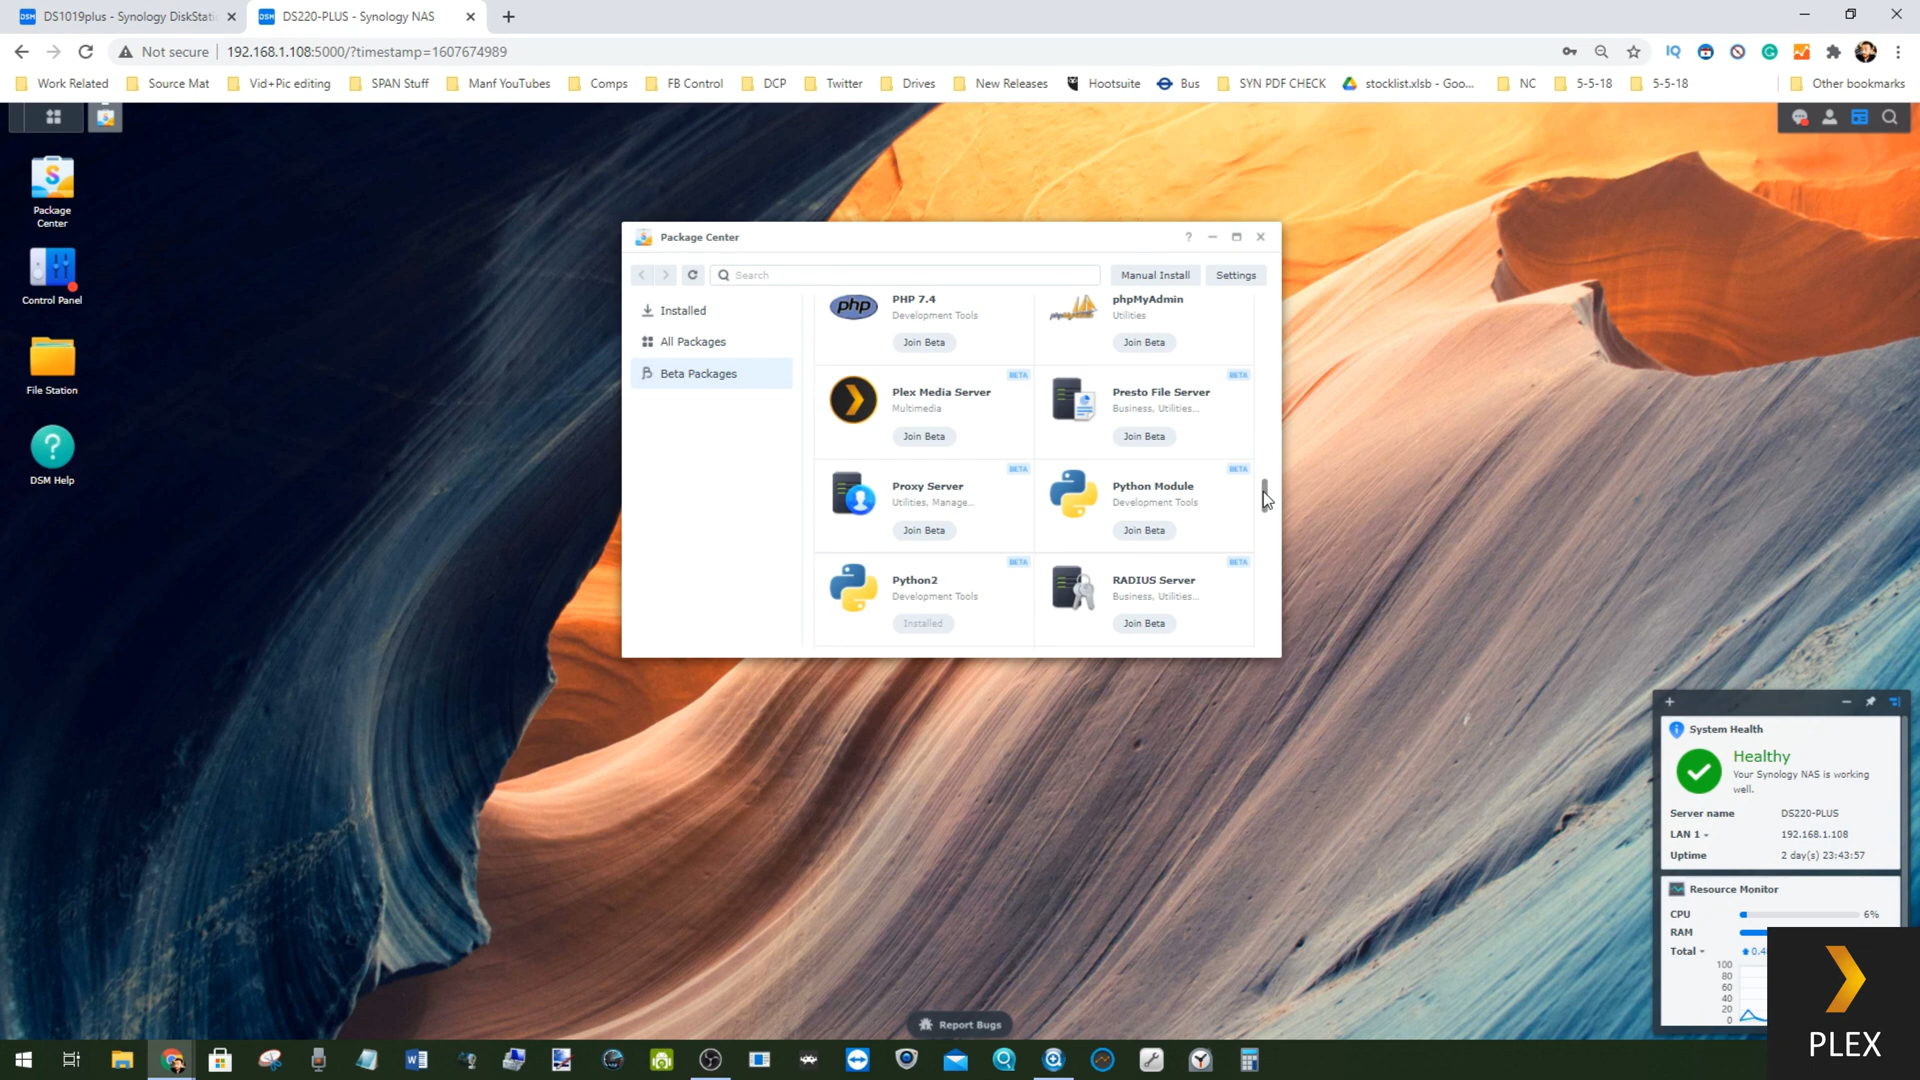 DS1019plus - Synology DiskStati
DS220-PLUS - Synology NAS
Not secure
192.168.1.108:5000/?timestamp=1607674989
Work Related
Source Mat
Vid+Pic editing
SPAN Stuff
Manf YouTubes
Comps
FB Control
DCP
Twitter
Drives
New Releases
Hootsuite
Bus
SYN PDF CHECK
stocklist.xlsb - Goo...
NC
5-5-18
5-5-18
Other bookmarks
Package
Center
Control Panel
File Station
DSM Help
Package Center
Search
Manual Install
Settings
Installed
All Packages
Beta Packages
PHP 7.4
Development Tools
Join Beta
phpMyAdmin
Utilities
Join Beta
BETA
Plex Media Server
Multimedia
Join Beta
BETA
Presto File Server
Business, Utilities...
Join Beta
BETA
Proxy Server
Utilities, Manage...
Join Beta
BETA
Python Module
Development Tools
Join Beta
BETA
Python2
Development Tools
Installed
BETA
RADIUS Server
Business, Utilities...
Join Beta
System Health
Healthy
Your Synology NAS is working
well.
Server name DS220-PLUS
LAN 1 192.168.1.108
Uptime 2 day(s) 23:43:57
Resource Monitor
CPU 6%
RAM
Total 0.4
100
80
60
40
20
0
Report Bugs
PLEX